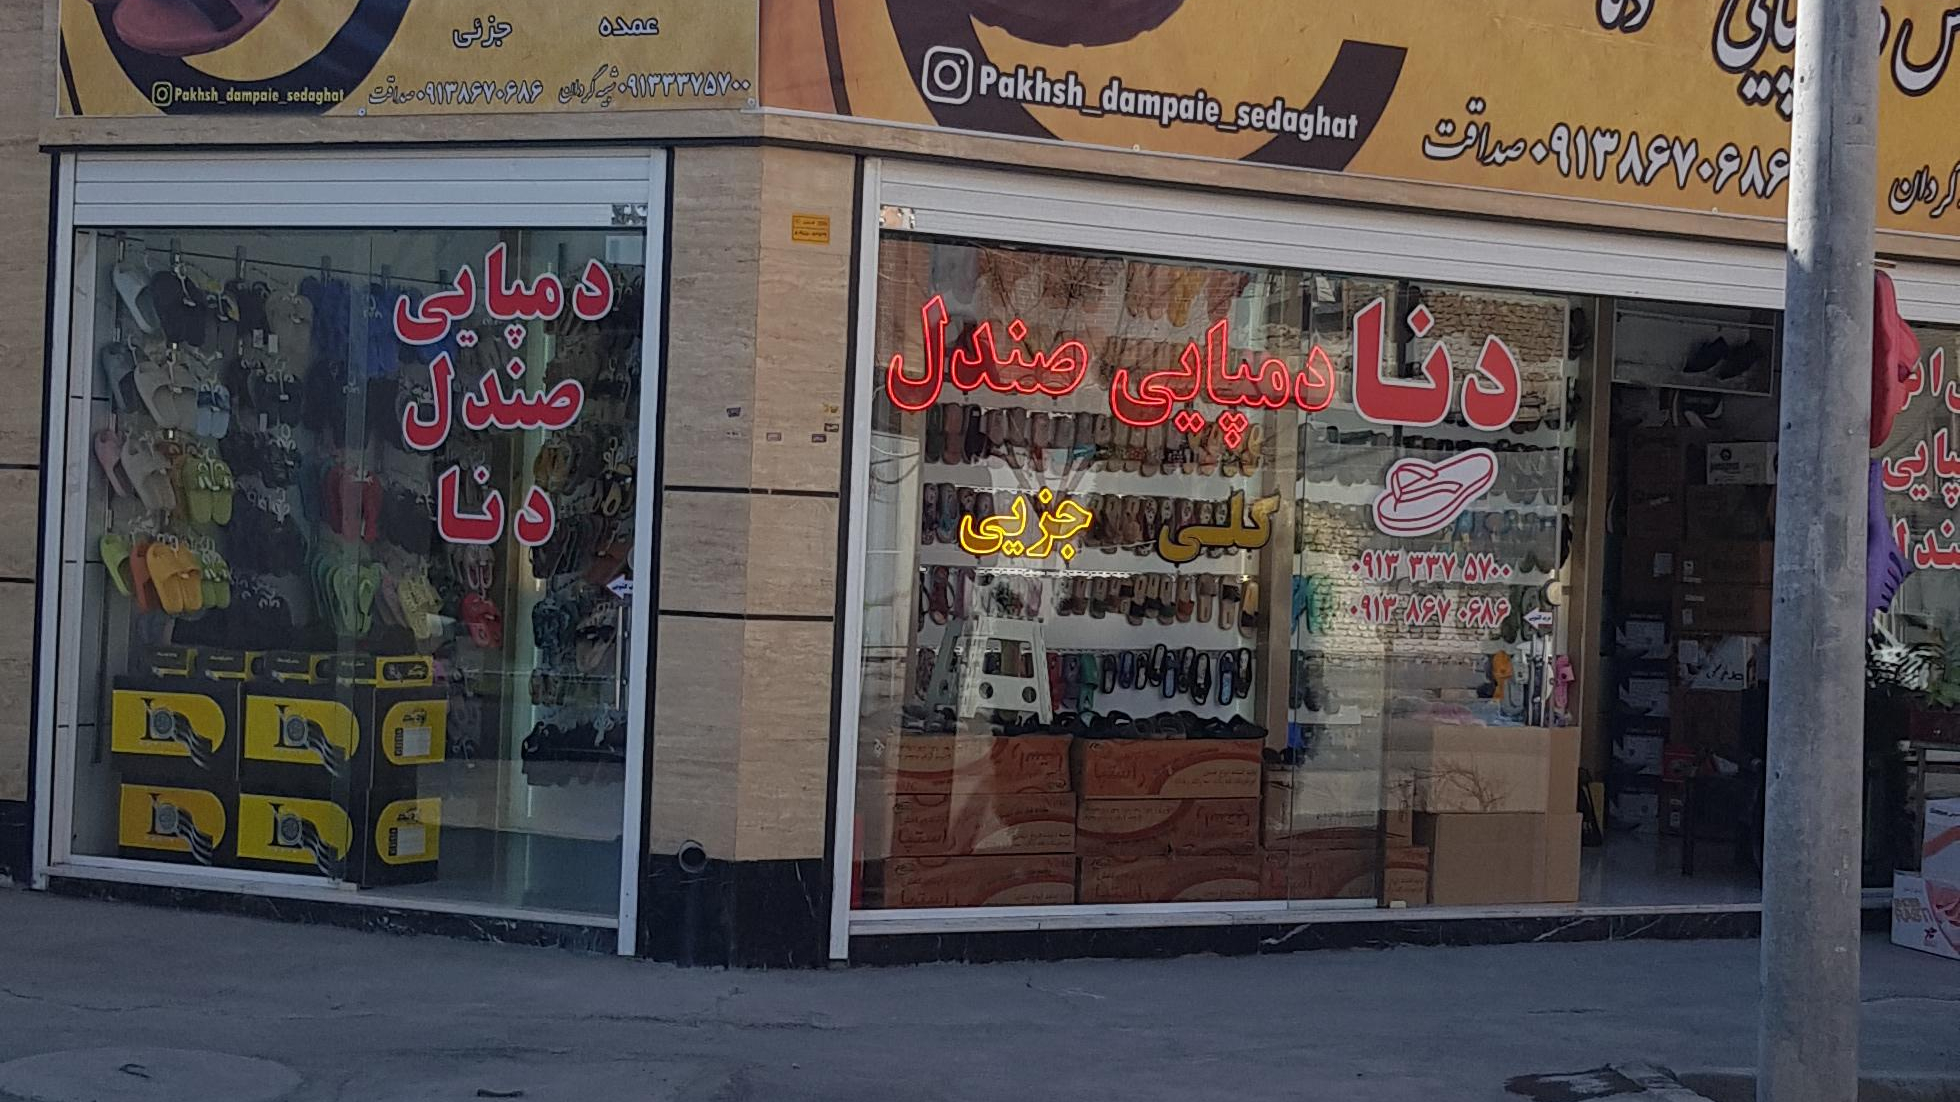 عمده جزئی
۰۹۱۳۳۳۷۵۷۰۰ شیه گردان ۰۹۱۳۸۶۷۰۶۸۶ صداقت
Pakhsh_dampaie_sedaghat
Pakhsh_dampaie_sedaghat
۰۹۱۳۸۶۷۰۶۸۶ صداقت
گردان
دمپایی
صندل
دنا
دنا
دمپایی صندل
کلی جزیی
۰۹۱۳ ۳۳۷ ۵۷۰۰
۰۹۱۳ ۸۶۷ ۰۶۸۶